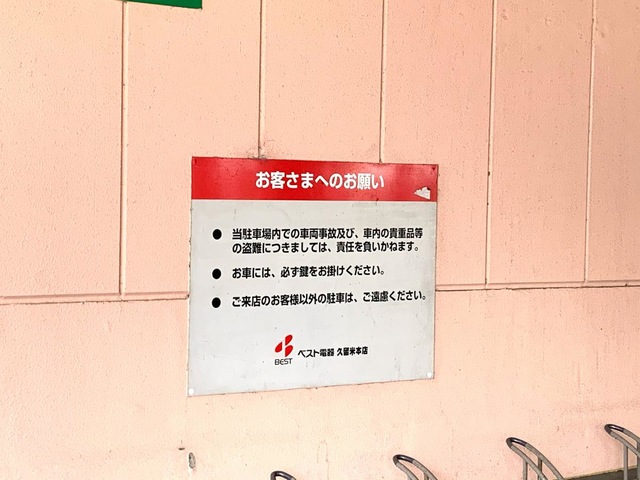 お客さまへのお願い
● 当駐車場内での車両事故及び、車内の貴重品等
の盗難につきましては、責任を負いかねます。
● お車には、必ず鍵をお掛けください。
● ご来店のお客様以外の駐車は、ご遠慮ください。
BEST ベスト電器 久留米本店